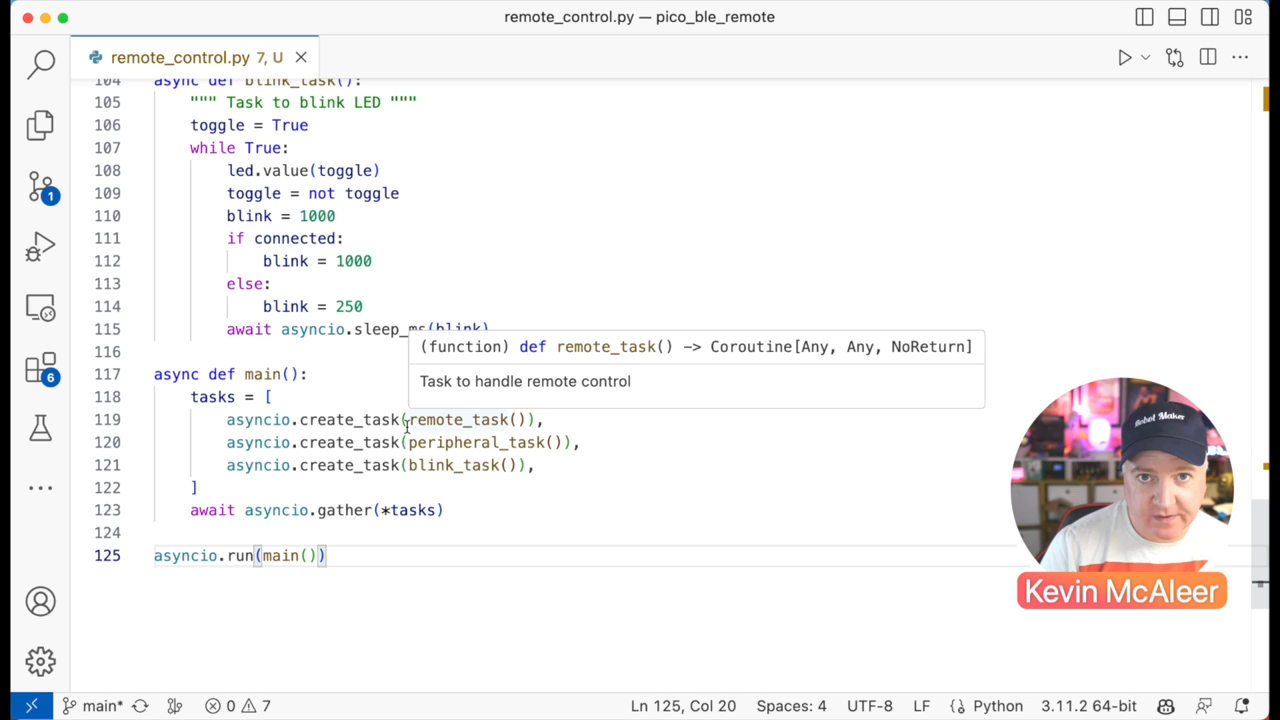 remote_control.py — pico_ble_remote
remote_control.py 7, U
104 async def blink_task():
105 """ Task to blink LED """
106 toggle = True
107 while True:
108 led.value(toggle)
109 toggle = not toggle
110 blink = 1000
111 if connected:
112 blink = 1000
113 else:
114 blink = 250
115 await asyncio.sleep_ms(blink)
116
(function) def remote_task() -> Coroutine[Any, Any, NoReturn]
Task to handle remote control
117 async def main():
118 tasks = [
119 asyncio.create_task(remote_task()),
120 asyncio.create_task(peripheral_task()),
121 asyncio.create_task(blink_task()),
122 ]
123 await asyncio.gather(*tasks)
124
125 asyncio.run(main())
1
6
Robot Maker
Kevin McAleer
main* 0 7 Ln 125, Col 20 Spaces: 4 UTF-8 LF {} Python 3.11.2 64-bit